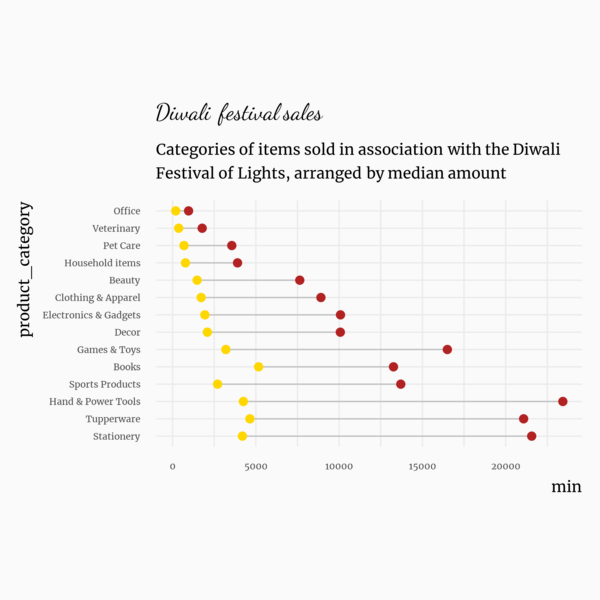 Diwali festival sales
Categories of items sold in association with the Diwali
Festival of Lights, arranged by median amount
product_category
Office
Veterinary
Pet Care
Household items
Beauty
Clothing & Apparel
Electronics & Gadgets
Decor
Games & Toys
Books
Sports Products
Hand & Power Tools
Tupperware
Stationery
0 5000 10000 15000 20000
min